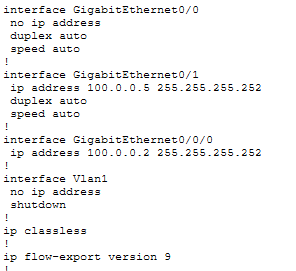 interface GigabitEthernet0/0
no ip address
duplex auto
speed auto
!
interface GigabitEthernet0/1
ip address 100.0.0.5 255.255.255.252
duplex auto
speed auto
!
interface GigabitEthernet0/0/0
ip address 100.0.0.2 255.255.255.252
!
interface Vlan1
no ip address
shutdown
!
ip classless
!
ip flow-export version 9
!